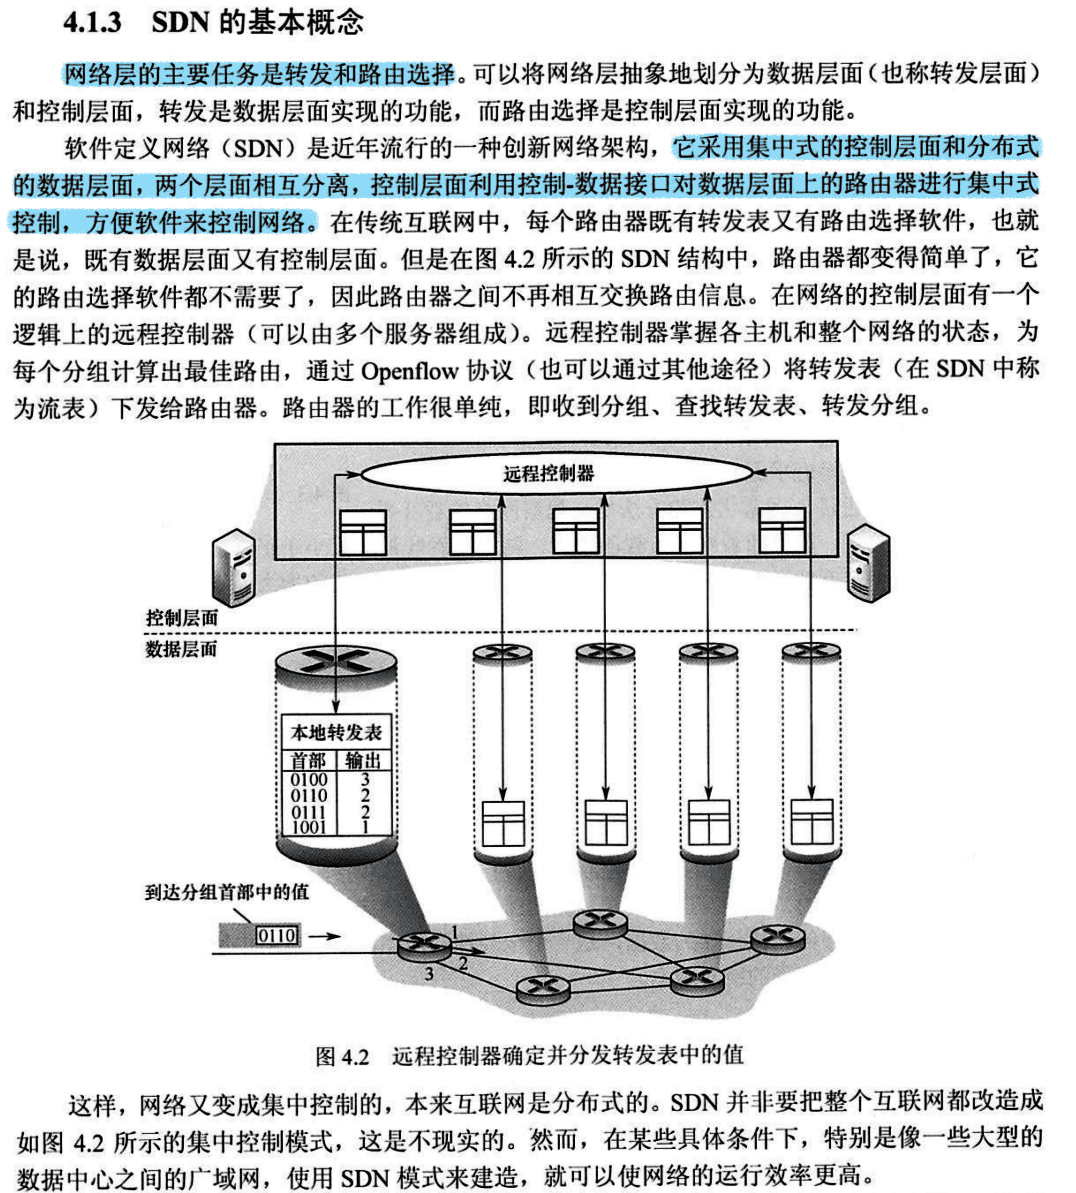 4.1.3 SDN 的基本概念
网络层的主要任务是转发和路由选择。可以将网络层抽象地划分为数据层面（也称转发层面）
和控制层面，转发是数据层面实现的功能，而路由选择是控制层面实现的功能。
软件定义网络（SDN）是近年流行的一种创新网络架构，它采用集中式的控制层面和分布式
的数据层面，两个层面相互分离，控制层面利用控制-数据接口对数据层面上的路由器进行集中式
控制，方便软件来控制网络。在传统互联网中，每个路由器既有转发表又有路由选择软件，也就
是说，既有数据层面又有控制层面。但是在图 4.2 所示的 SDN 结构中，路由器都变得简单了，它
的路由选择软件都不需要了，因此路由器之间不再相互交换路由信息。在网络的控制层面有一个
逻辑上的远程控制器（可以由多个服务器组成）。远程控制器掌握各主机和整个网络的状态，为
每个分组计算出最佳路由，通过 Openflow 协议（也可以通过其他途径）将转发表（在 SDN 中称
为流表）下发给路由器。路由器的工作很单纯，即收到分组、查找转发表、转发分组。
远程控制器
控制层面
数据层面
本地转发表
首部 输出
0100 3
0110 2
0111 2
1001 1
到达分组首部中的值
0110
1
2
3
图 4.2 远程控制器确定并分发转发表中的值
这样，网络又变成集中控制的，本来互联网是分布式的。SDN 并非要把整个互联网都改造成
如图 4.2 所示的集中控制模式，这是不现实的。然而，在某些具体条件下，特别是像一些大型的
数据中心之间的广域网，使用 SDN 模式来建造，就可以使网络的运行效率更高。